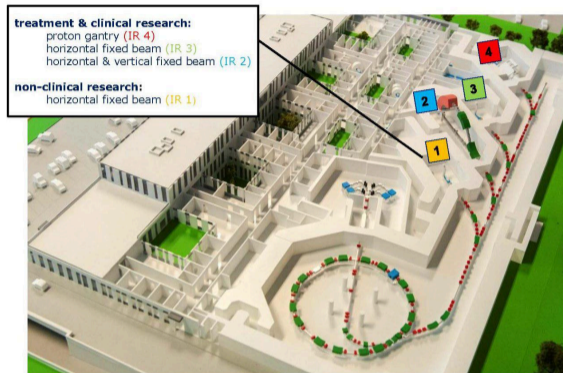 treatment & clinical research:
proton gantry (IR 4)
horizontal fixed beam (IR 3)
horizontal & vertical fixed beam (IR 2)
non-clinical research:
horizontal fixed beam (IR 1)
4
3
2
1